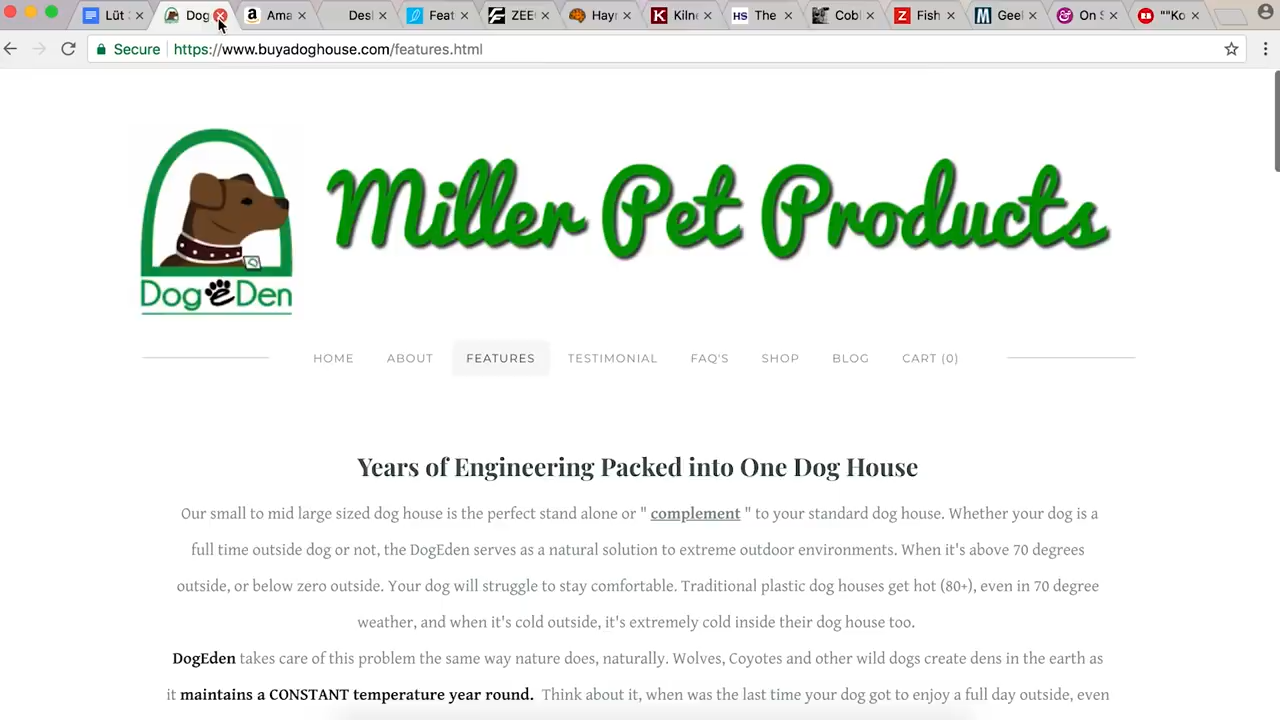 Lüt Dog Ama Desi Feat ZEE Hayn Kiln The Cobl Fish Geel On S ""Ko
Secure https://www.buyadoghouse.com/features.html
Miller Pet Products
DogeDen
HOME ABOUT FEATURES TESTIMONIAL FAQ'S SHOP BLOG CART (0)
Years of Engineering Packed into One Dog House
Our small to mid large sized dog house is the perfect stand alone or " complement " to your standard dog house. Whether your dog is a
full time outside dog or not, the DogEden serves as a natural solution to extreme outdoor environments. When it's above 70 degrees
outside, or below zero outside. Your dog will struggle to stay comfortable. Traditional plastic dog houses get hot (80+), even in 70 degree
weather, and when it's cold outside, it's extremely cold inside their dog house too.
DogEden takes care of this problem the same way nature does, naturally. Wolves, Coyotes and other wild dogs create dens in the earth as
it maintains a CONSTANT temperature year round. Think about it, when was the last time your dog got to enjoy a full day outside, even